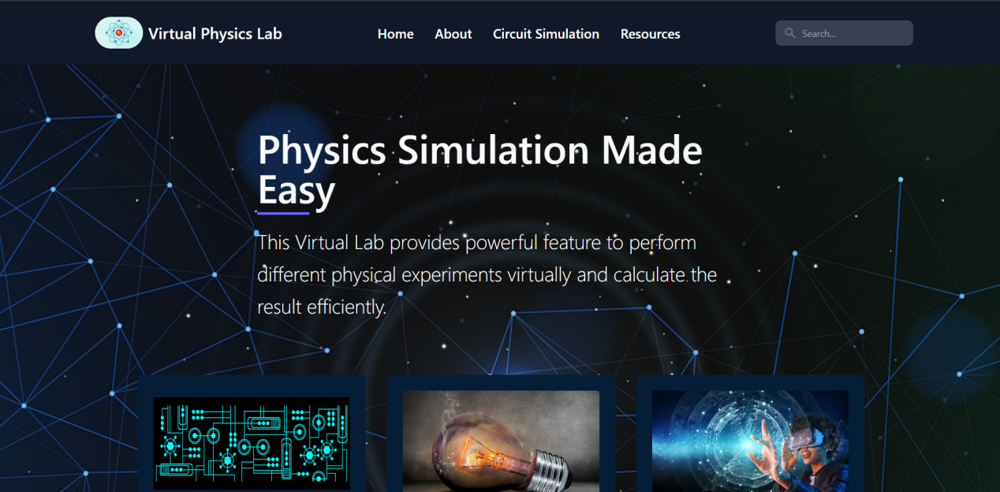 Virtual Physics Lab
Home About Circuit Simulation Resources
Search...
Physics Simulation Made
Easy
This Virtual Lab provides powerful feature to perform
different physical experiments virtually and calculate the
result efficiently.